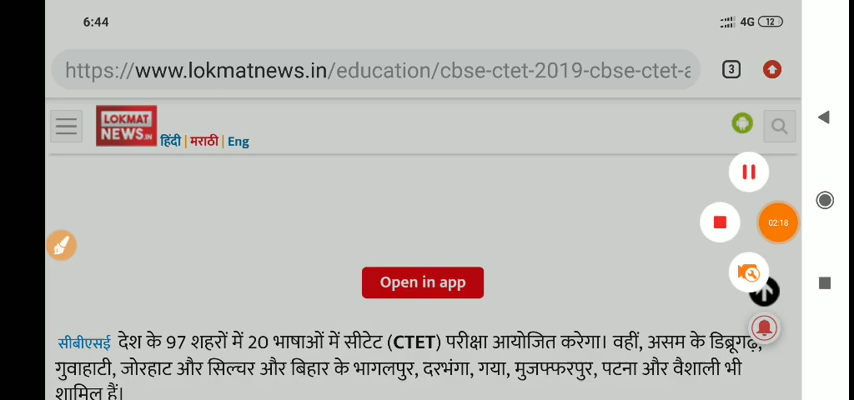 6:44
4G 12
https://www.lokmatnews.in/education/cbse-ctet-2019-cbse-ctet-a
3
LOKMAT
NEWS.IN
हिंदी | मराठी | Eng
02:18
Open in app
सीबीएसई देश के 97 शहरों में 20 भाषाओं में सीटेट (CTET) परीक्षा आयोजित करेगा। वहीं, असम के डिब्रूगढ़,
गुवाहाटी, जोरहाट और सिल्चर और बिहार के भागलपुर, दरभंगा, गया, मुजफ्फरपुर, पटना और वैशाली भी
शामिल हैं।